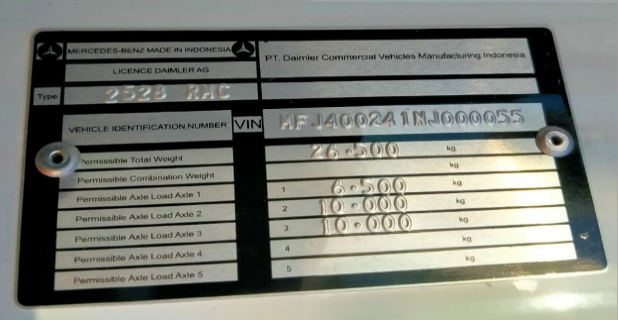 MERCEDES-BENZ MADE IN INDONESIA
PT. Daimler Commercial Vehicles Manufacturing Indonesia
LICENCE DAIMLER AG
Type 2528 RMC
VEHICLE IDENTIFICATION NUMBER VIN MFJ400241MJ000055
Permissible Total Weight 26.500 kg
Permissible Combination Weight kg
Permissible Axle Load Axle 1 1 6.500 kg
Permissible Axle Load Axle 2 2 10.000 kg
Permissible Axle Load Axle 3 3 10.000 kg
Permissible Axle Load Axle 4 4 kg
Permissible Axle Load Axle 5 5 kg